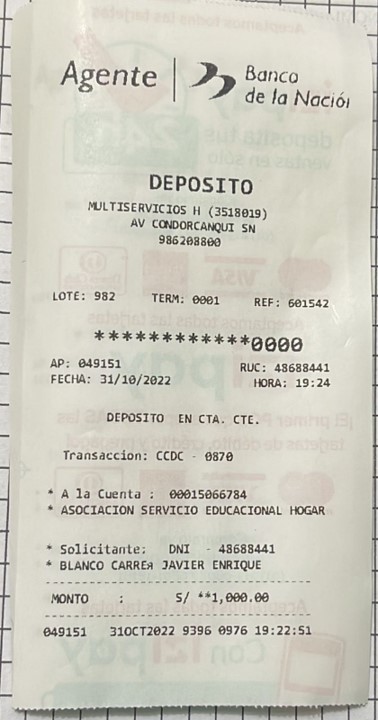 Agente
Banco
de la Nación
DEPOSITO
MULTISERVICIOS H (3518019)
AV CONDORCANQUI SN
986208800
LOTE: 982 TERM: 0001 REF: 601542
************0000
AP: 049151 RUC: 48688441
FECHA: 31/10/2022 HORA: 19:24
DEPOSITO EN CTA. CTE.
Transaccion: CCDC - 0870
* A la Cuenta : 00015066784
* ASOCIACION SERVICIO EDUCACIONAL HOGAR
* Solicitante: DNI - 48688441
* BLANCO CARREA JAVIER ENRIQUE
MONTO : S/ **1,000.00
049151 31OCT2022 9396 0976 19:22:51